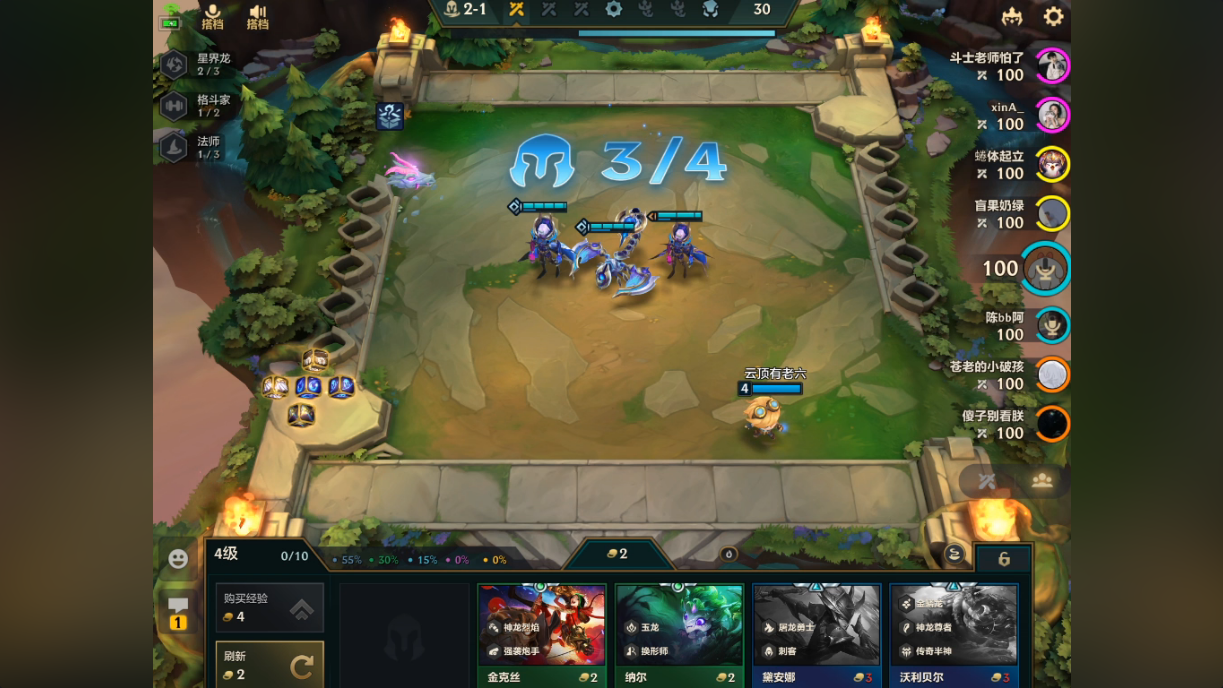 搭档
搭档
2-1
30
星界龙
2/3
格斗家
1/2
法师
1/3
3/4
斗士老师怕了
100
xinA_
100
蜷体起立
100
盲果奶绿
100
100
陈bb阿
100
苍老的小破孩
100
傻子别看朕
100
云顶有老六
4
4级
0/10
55%
30%
15%
0%
0%
2
1
购买经验
4
刷新
2
神龙烈焰
强袭炮手
金克丝
2
玉龙
换形师
纳尔
2
屠龙勇士
刺客
黛安娜
3
金鳞龙
神龙尊者
传奇半神
沃利贝尔
3